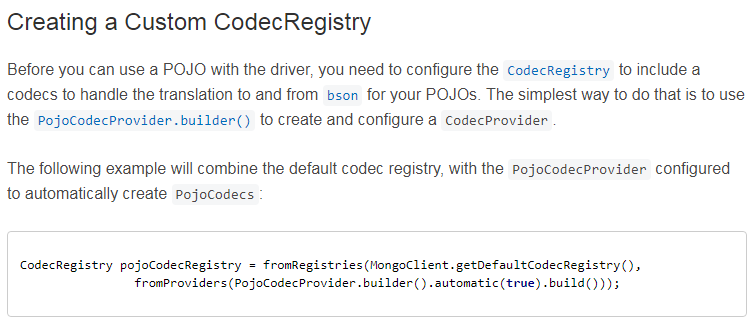 Creating a Custom CodecRegistry
Before you can use a POJO with the driver, you need to configure the CodecRegistry to include a
codecs to handle the translation to and from bson for your POJOs. The simplest way to do that is to use
the PojoCodecProvider.builder() to create and configure a CodecProvider.
The following example will combine the default codec registry, with the PojoCodecProvider configured
to automatically create PojoCodecs:
CodecRegistry pojoCodecRegistry = fromRegistries(MongoClient.getDefaultCodecRegistry(),
fromProviders(PojoCodecProvider.builder().automatic(true).build()));